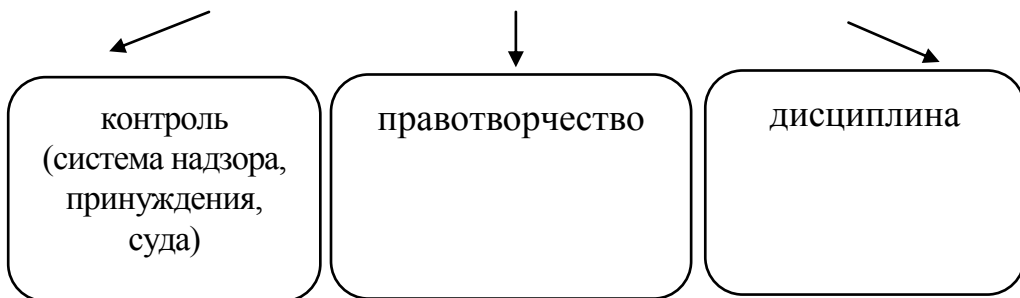 контроль
(система надзора,
принуждения,
суда)
правотворчество
дисциплина